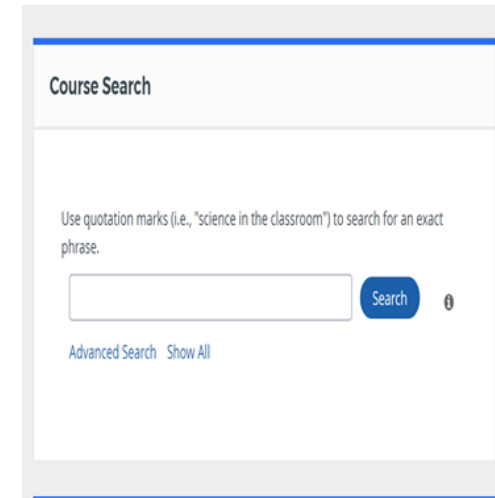 Course Search
Use quotation marks (i.e., "science in the classroom") to search for an exact
phrase.
Search
Advanced Search Show All